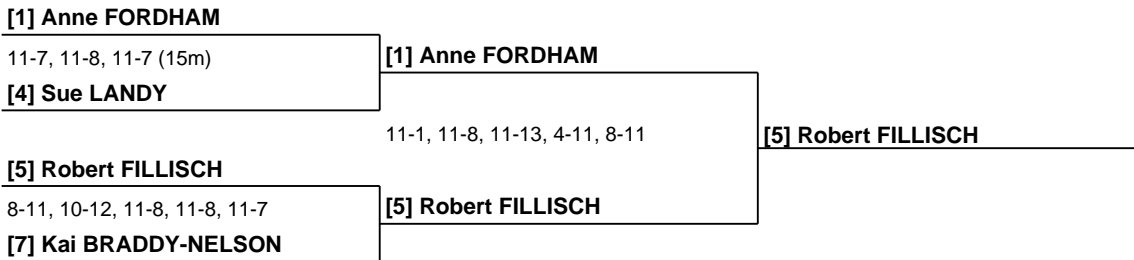 [1] Anne FORDHAM
11-7, 11-8, 11-7 (15m)
[1] Anne FORDHAM
[4] Sue LANDY
11-1, 11-8, 11-13, 4-11, 8-11
[5] Robert FILLISCH
[5] Robert FILLISCH
8-11, 10-12, 11-8, 11-8, 11-7
[5] Robert FILLISCH
[7] Kai BRADDY-NELSON